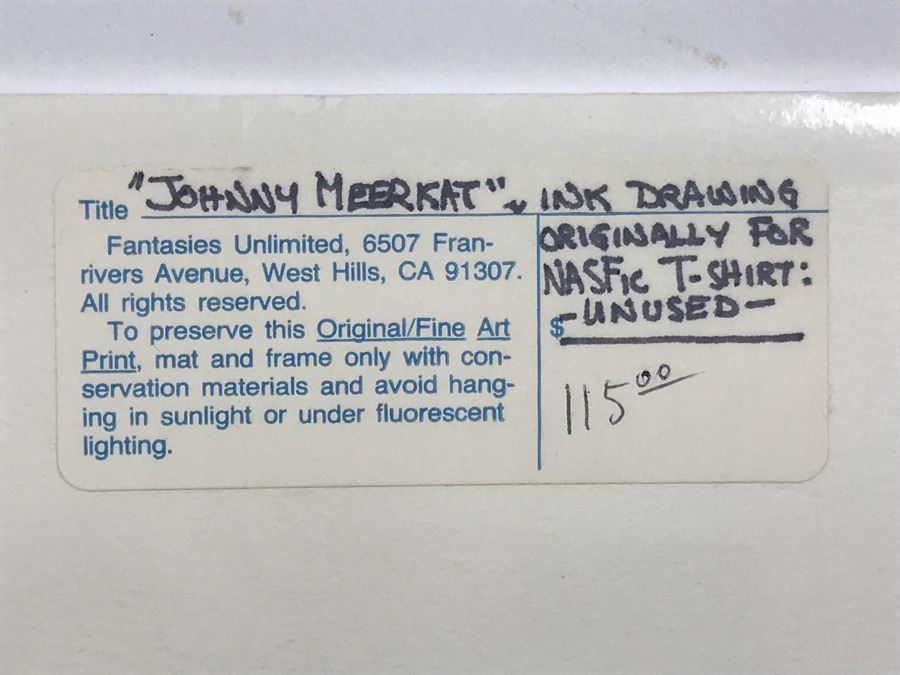 Title "JOHNNY MEERKAT" ~ INK DRAWING
ORIGINALLY FOR
NASFiC T-SHIRT:
$ -UNUSED-
115⁰⁰
Fantasies Unlimited, 6507 Fran-
rivers Avenue, West Hills, CA 91307.
All rights reserved.
To preserve this Original/Fine Art
Print, mat and frame only with con-
servation materials and avoid hang-
ing in sunlight or under fluorescent
lighting.